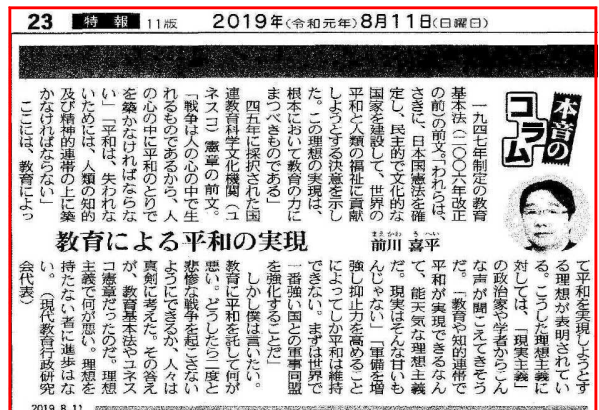 23 特報 11版 2019年(令和元年)8月11日(日曜日)
本音の
コラム
教育による平和の実現
まえかわ きへい
前川 喜平
一九四七年制定の教育
基本法(二〇〇六年改正
の前)の前文。「われらは、
さきに、日本国憲法を確
定し、民主的で文化的な
国家を建設して、世界の
平和と人類の福祉に貢献
しようとする決意を示し
た。この理想の実現は、
根本において教育の力に
まつべきものである」
四五年に採択された国
連教育科学文化機関(ユ
ネスコ)憲章の前文。
「戦争は人の心の中で生
れるものであるから、人
の心の中に平和のとりで
を築かなければならな
い」「平和は、失われな
いためには、人類の知的
及び精神的連帯の上に築
かなければならない」
ここには、教育によっ
て平和を実現しようとす
る理想が表明されてい
る。こうした理想主義に
対しては、「現実主義」
の政治家や学者からこん
な声が聞こえてきそう
だ。「教育や知的連帯で
平和が実現できるなん
て、能天気な理想主義
だ。現実はそんな甘いも
んじゃない」「軍備を増
強し抑止力を高めること
によってしか平和は維持
できない。まずは世界で
一番強い国との軍事同盟
を強化することだ」
しかし僕は言いたい。
教育に平和を託して何が
悪い。どうしたら二度と
悲惨な戦争を起こさない
ようにできるか、人々は
真剣に考えた。その答え
が、教育基本法やユネス
コ憲章だったのだ。理想
主義で何が悪い。理想を
持たない者に進歩はな
い。(現代教育行政研究
会代表)
2019.8.11